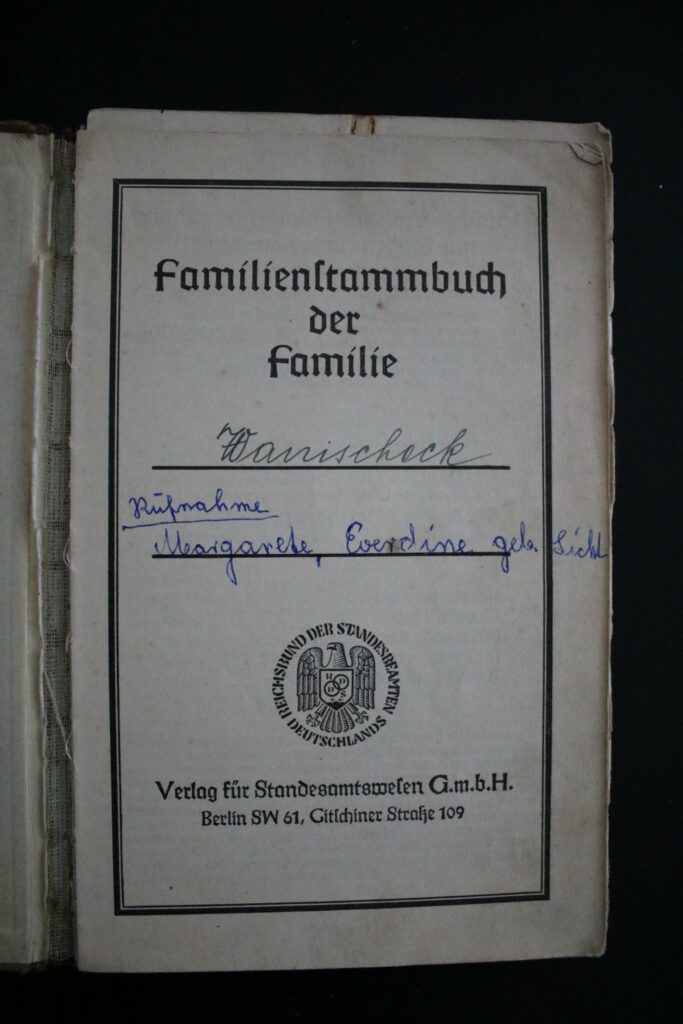 Familienstammbuch
der
Familie
Wanischeck
Rufnahme
Margarete, Everdine geb. Licht
REICHSBUND DER STANDESBEAMTEN DEUTSCHLANDS
Verlag für Standesamtswesen G.m.b.H.
Berlin SW 61, Gitschiner Straße 109